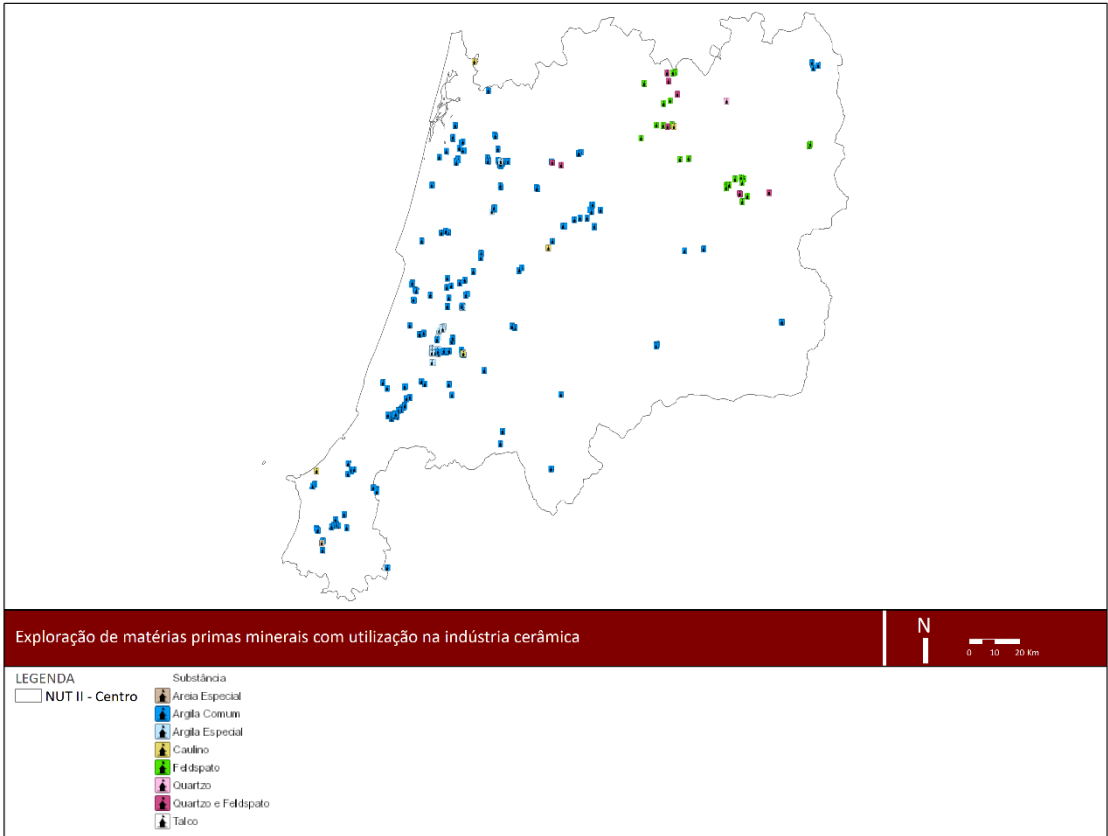 Exploração de matérias primas minerais com utilização na indústria cerâmica
N
0 10 20 Km
LEGENDA
NUT II - Centro
Substância
Areia Especial
Argila Comum
Argila Especial
Caulino
Feldspato
Quartzo
Quartzo e Feldspato
Talco